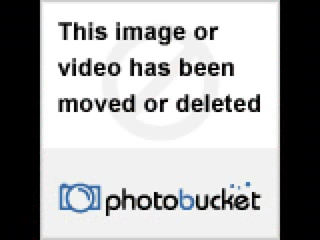 This image or
video has been
moved or deleted
photobucket